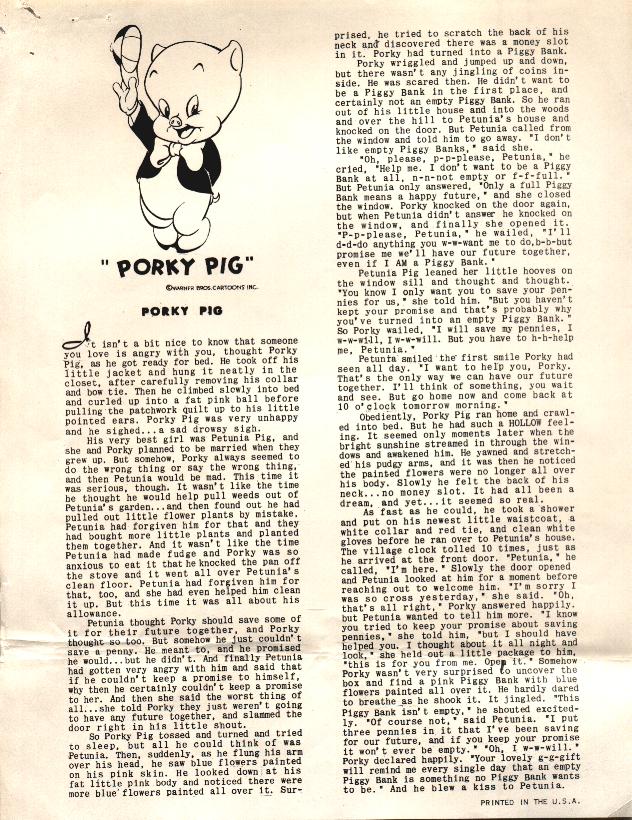 " PORKY PIG"
©WARNER BROS. CARTOONS INC.
PORKY PIG
It isn't a bit nice to know that someone
you love is angry with you, thought Porky
Pig, as he got ready for bed. He took off his
little jacket and hung it neatly in the
closet, after carefully removing his collar
and bow tie. Then he climbed slowly into bed
and curled up into a fat pink ball before
pulling the patchwork quilt up to his little
pointed ears. Porky Pig was very unhappy
and he sighed...a sad drowsy sigh.
His very best girl was Petunia Pig, and
she and Porky planned to be married when they
grew up. But somehow, Porky always seemed to
do the wrong thing or say the wrong thing,
and then Petunia would be mad. This time it
was serious, though. It wasn't like the time
he thought he would help pull weeds out of
Petunia's garden...and then found out he had
pulled out little flower plants by mistake.
Petunia had forgiven him for that and they
had bought more little plants and planted
them together. And it wasn't like the time
Petunia had made fudge and Porky was so
anxious to eat it that he knocked the pan off
the stove and it went all over Petunia's
clean floor. Petunia had forgiven him for
that, too, and she had even helped him clean
it up. But this time it was all about his
allowance.
Petunia thought Porky should save some of
it for their future together, and Porky
thought so too. But somehow he just couldn't
save a penny. He meant to, and he promised
he would...but he didn't. And finally Petunia
had gotten very angry with him and said that
if he couldn't keep a promise to himself,
why then he certainly couldn't keep a promise
to her. And then she said the worst thing of
all...she told Porky they just weren't going
to have any future together, and slammed the
door right in his little snout.
So Porky Pig tossed and turned and tried
to sleep, but all he could think of was
Petunia. Then, suddenly, as he flung his arm
over his head, he saw blue flowers painted
on his pink skin. He looked down at his
fat little pink body and noticed there were
more blue flowers painted all over it. Sur-
prised, he tried to scratch the back of his
neck and discovered there was a money slot
in it. Porky had turned into a Piggy Bank.
Porky wriggled and jumped up and down,
but there wasn't any jingling of coins in-
side. He was scared then. He didn't want to
be a Piggy Bank in the first place, and
certainly not an empty Piggy Bank. So he ran
out of his little house and into the woods
and over the hill to Petunia's house and
knocked on the door. But Petunia called from
the window and told him to go away. "I don't
like empty Piggy Banks," said she.
"Oh, please, p-p-please, Petunia," he
cried, "Help me. I don't want to be a Piggy
Bank at all, n-n-not empty or f-f-full."
But Petunia only answered, "Only a full Piggy
Bank means a happy future," and she closed
the window. Porky knocked on the door again,
but when Petunia didn't answer he knocked on
the window, and finally she opened it.
"P-p-please, Petunia," he wailed, "I'll
d-d-do anything you w-w-want me to do,b-b-but
promise me we'll have our future together,
even if I AM a Piggy Bank."
Petunia Pig leaned her little hooves on
the window sill and thought and thought.
"You know I only want you to save your pen-
nies for us," she told him. "But you haven't
kept your promise and that's probably why
you've turned into an empty Piggy Bank."
So Porky wailed, "I will save my pennies, I
w-w-will, I w-w-will. But you have to h-h-help
me, Petunia."
Petunia smiled the first smile Porky had
seen all day. "I want to help you, Porky.
That's the only way we can have our future
together. I'll think of something, you wait
and see. But go home now and come back at
10 o'clock tomorrow morning."
Obediently, Porky Pig ran home and crawl-
ed into bed. But he had such a HOLLOW feel-
ing. It seemed only moments later when the
bright sunshine streamed in through the win-
dows and awakened him. He yawned and stretch-
ed his pudgy arms, and it was then he noticed
the painted flowers were no longer all over
his body. Slowly he felt the back of his
neck...no money slot. It had all been a
dream, and yet...it seemed so real.
As fast as he could, he took a shower
and put on his newest little waistcoat, a
white collar and red tie, and clean white
gloves before he ran over to Petunia's house.
The village clock tolled 10 times, just as
he arrived at the front door. "Petunia," he
called, "I'm here." Slowly the door opened
and Petunia looked at him for a moment before
reaching out to welcome him. "I'm sorry I
was so cross yesterday," she said. "Oh,
that's all right," Porky answered happily,
but Petunia wanted to tell him more. "I know
you tried to keep your promise about saving
pennies," she told him, "but I should have
helped you. I thought about it all night and
look," she held out a little package to him,
"this is for you from me. Open it." Somehow
Porky wasn't very surprised to uncover the
box and find a pink Piggy Bank with blue
flowers painted all over it. He hardly dared
to breathe as he shook it. It jingled. "This
Piggy Bank isn't empty," he shouted excited-
ly. "Of course not," said Petunia. "I put
three pennies in it that I've been saving
for our future, and if you keep your promise
it won't ever be empty." "Oh, I w-w-will."
Porky declared happily. "Your lovely g-g-gift
will remind me every single day that an empty
Piggy Bank is something no Piggy Bank wants
to be." And he blew a kiss to Petunia.
PRINTED IN THE U.S.A.